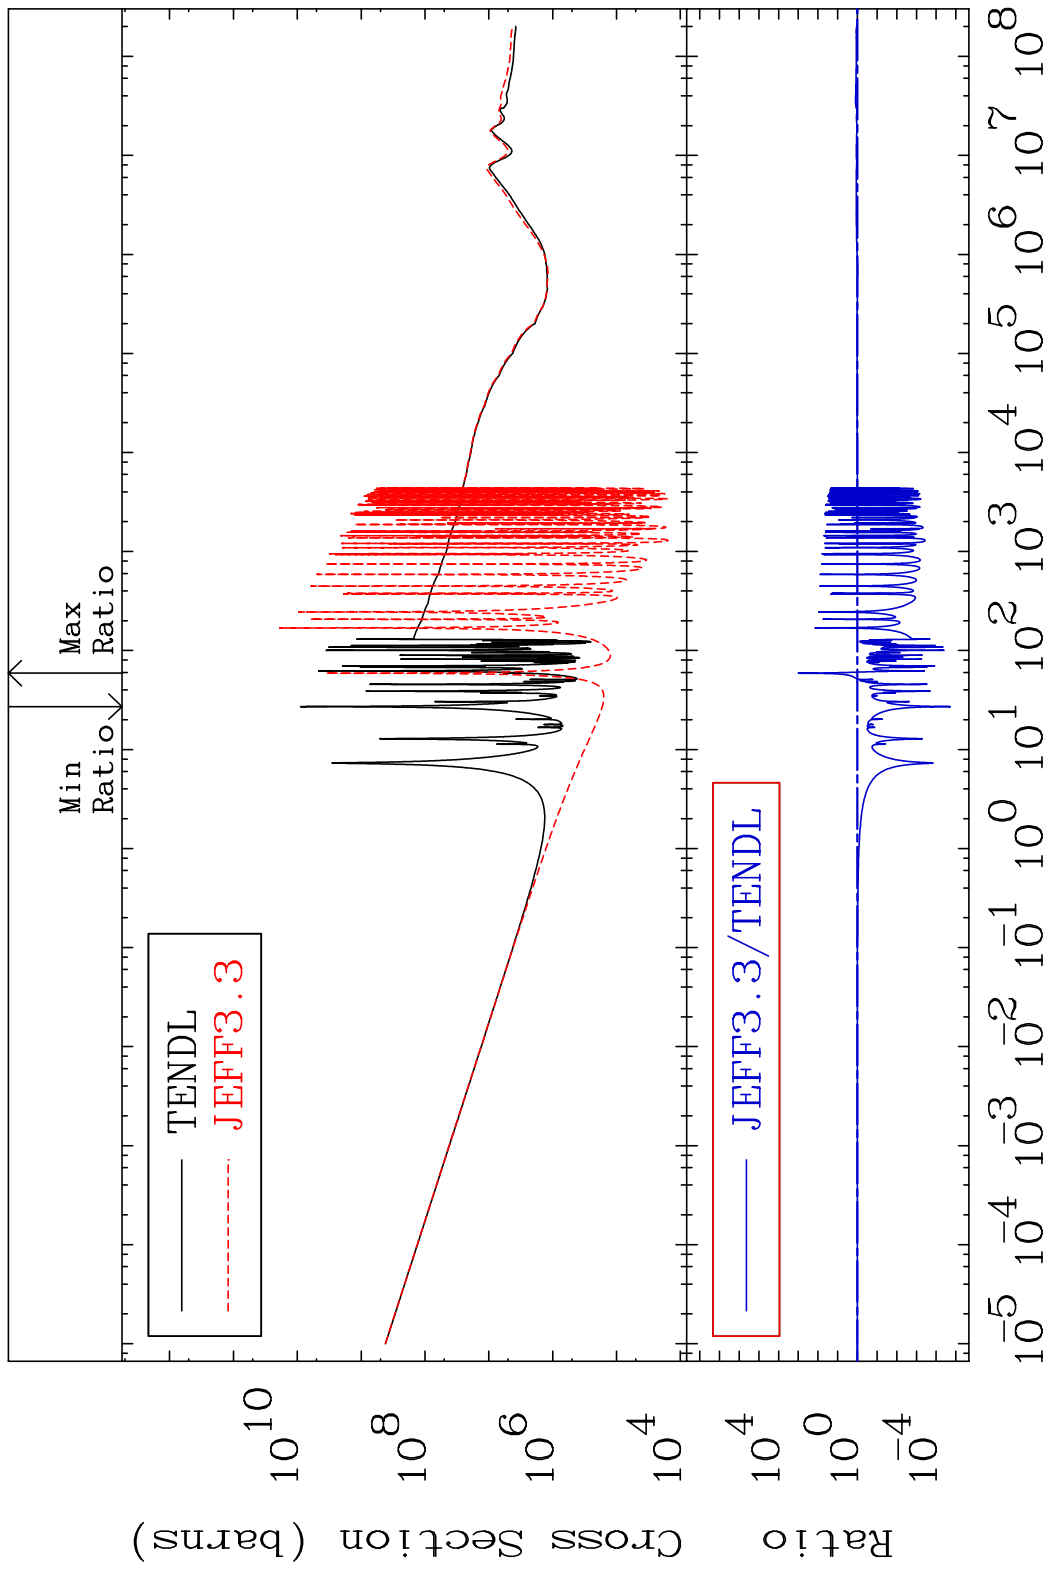 Min
Ratio
Max
Ratio
TENDL
JEFF3.3
Cross Section (barns)
10^10
10^8
10^6
10^4
JEFF3.3/TENDL
Ratio
10^4
10^0
10^−4
10^−5 10^−4 10^−3 10^−2 10^−1 10^0 10^1 10^2 10^3 10^4 10^5 10^6 10^7 10^8